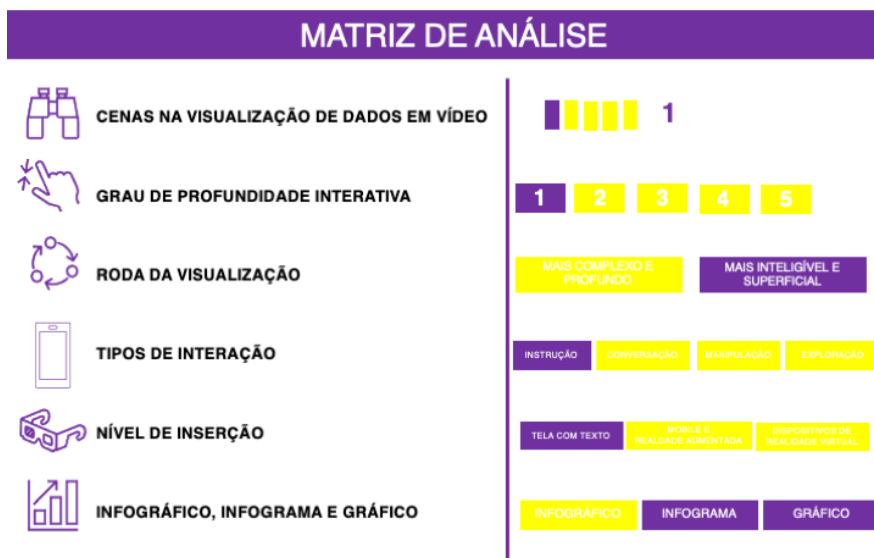 MATRIZ DE ANÁLISE
CENAS NA VISUALIZAÇÃO DE DADOS EM VÍDEO
1
GRAU DE PROFUNDIDADE INTERATIVA
1 2 3 4 5
RODA DA VISUALIZAÇÃO
MAIS COMPLEXO E
PROFUNDO
MAIS INTELIGÍVEL E
SUPERFICIAL
TIPOS DE INTERAÇÃO
INSTRUÇÃO CONVERSAÇÃO MANIPULAÇÃO EXPLORAÇÃO
NÍVEL DE INSERÇÃO
TELA COM TEXTO
MOBILE E
REALDADE AUMENTADA
DISPOSITIVOS DE
REALIDADE VIRTUAL
INFOGRÁFICO, INFOGRAMA E GRÁFICO
INFOGRÁFICO INFOGRAMA GRÁFICO